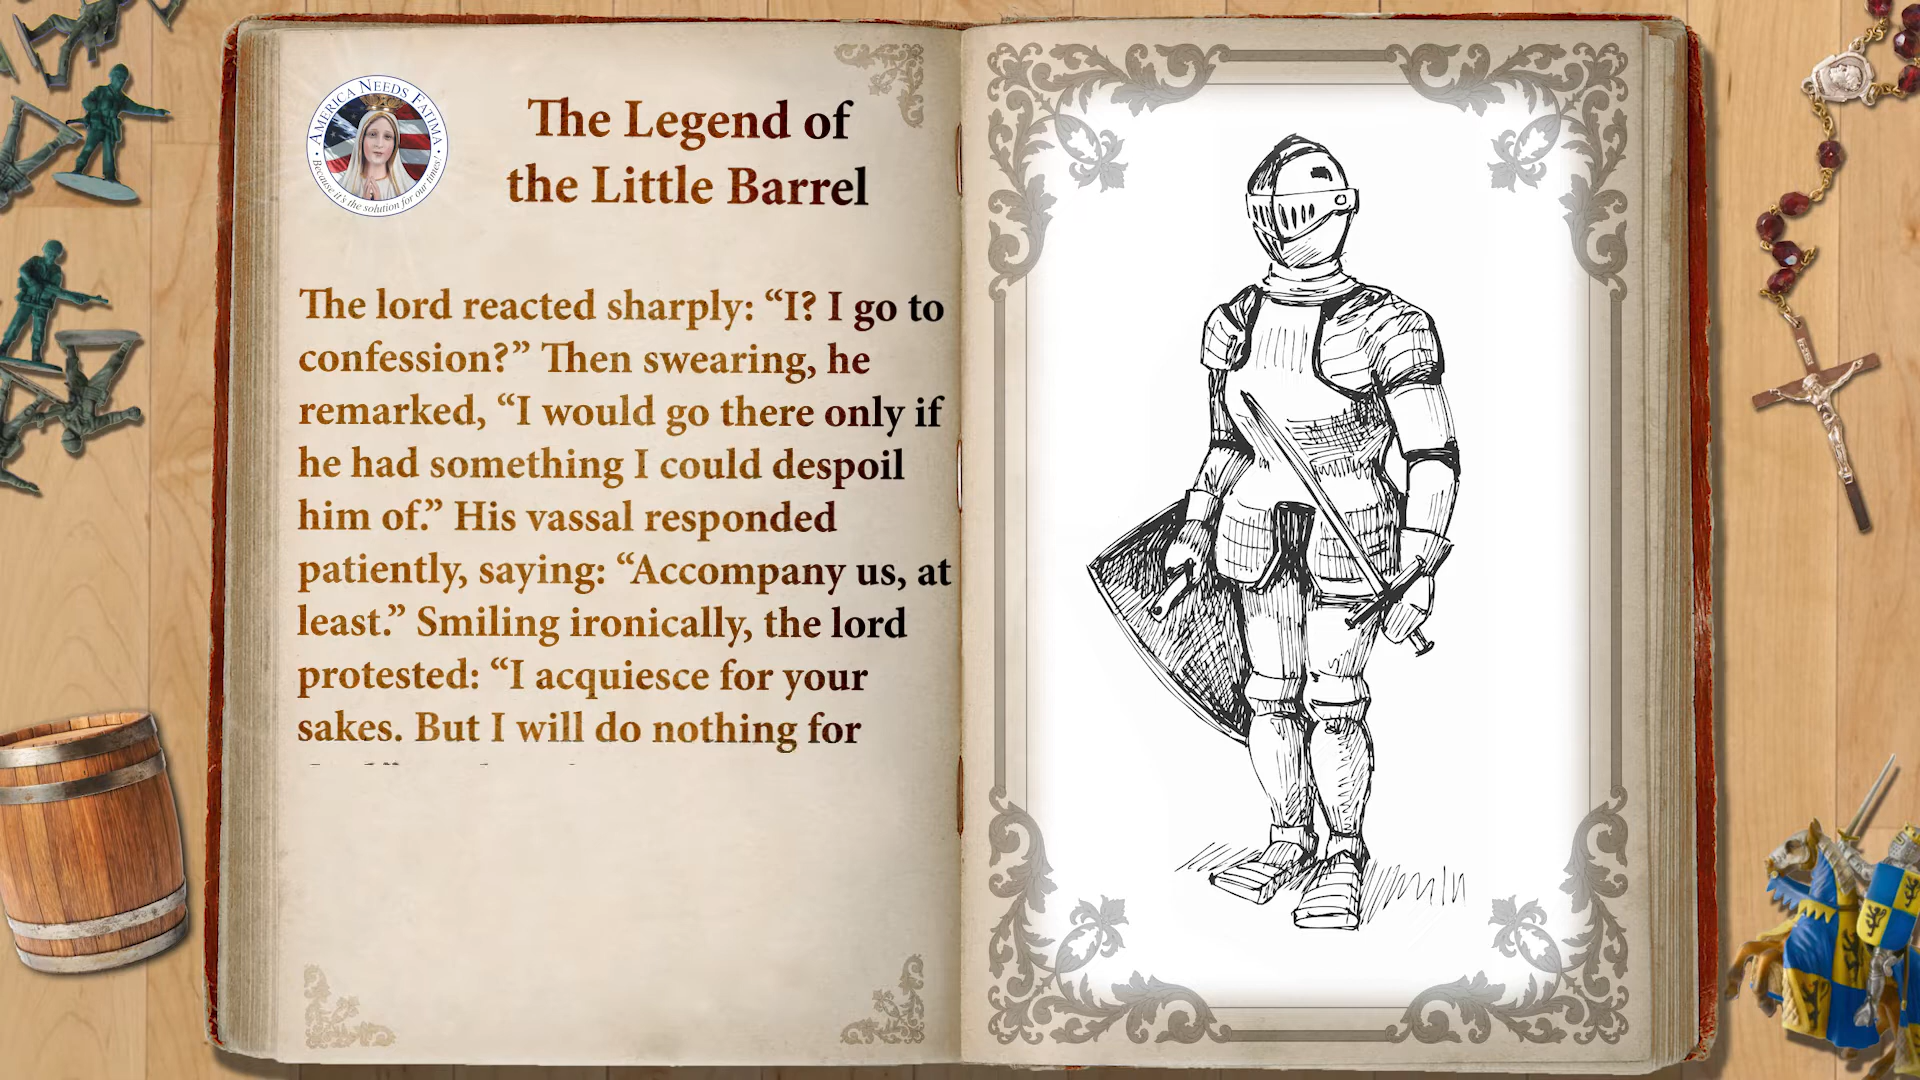 AMERICA NEEDS FATIMA
Because it's the solution for our times!
The Legend of
the Little Barrel
The lord reacted sharply: “I? I go to
confession?” Then swearing, he
remarked, “I would go there only if
he had something I could despoil
him of.” His vassal responded
patiently, saying: “Accompany us, at
least.” Smiling ironically, the lord
protested: “I acquiesce for your
sakes. But I will do nothing for